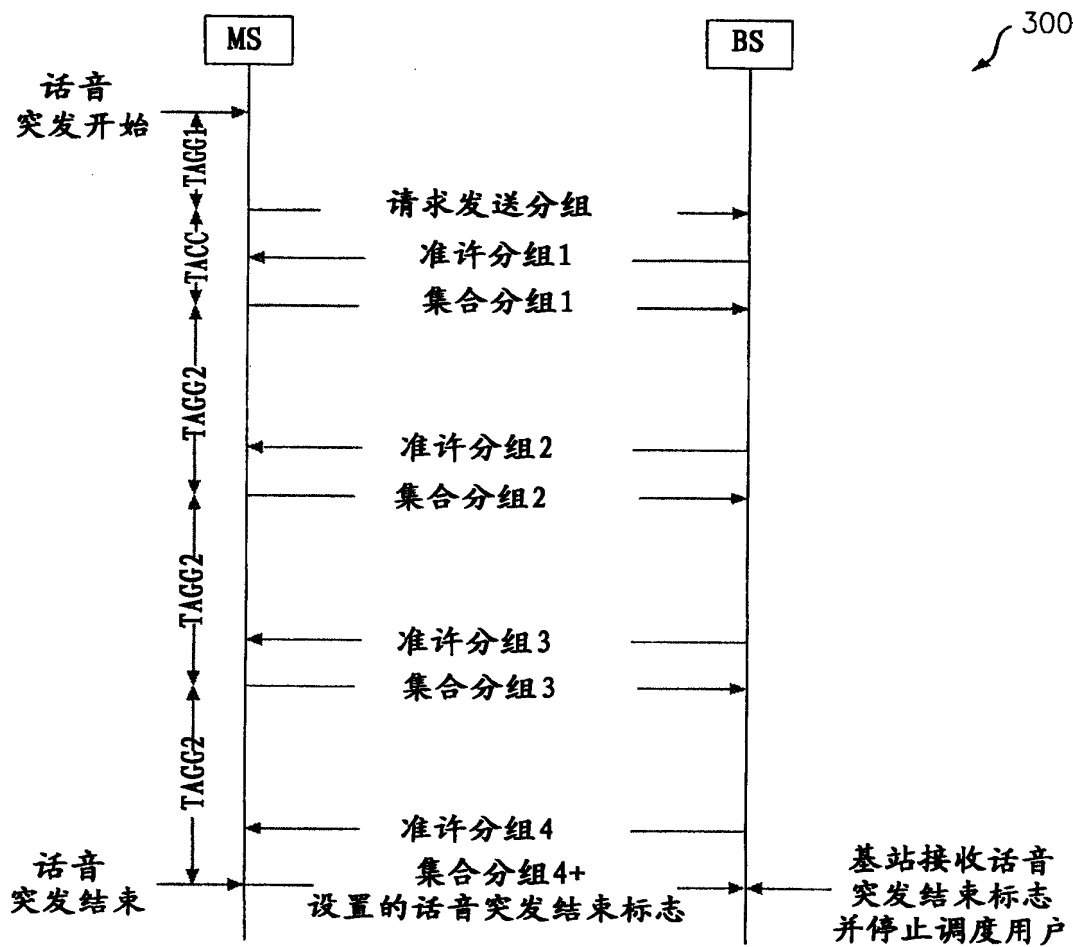 300
MS
BS
话音
突发开始
TAGG1
请求发送分组
TACC
准许分组1
集合分组1
TAGG2
准许分组2
集合分组2
TAGG2
准许分组3
集合分组3
TAGG2
准许分组4
话音
突发结束
集合分组4+
设置的话音突发结束标志
基站接收话音
突发结束标志
并停止调度用户